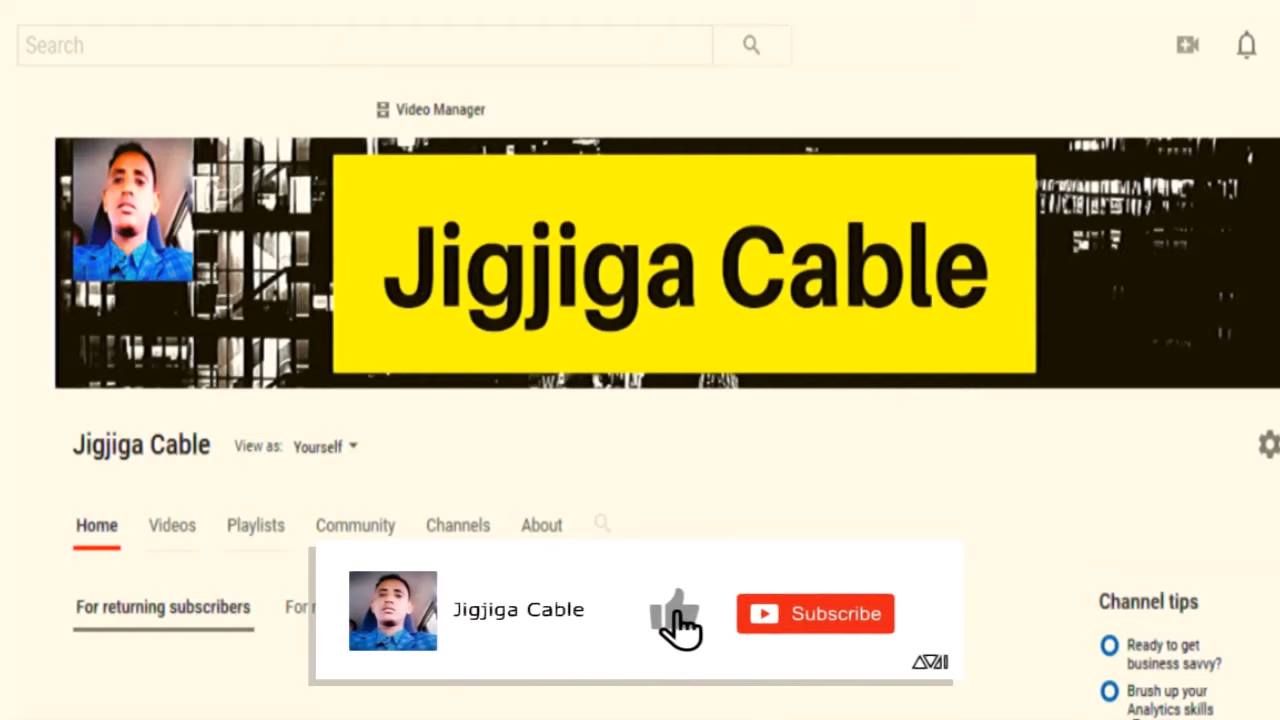 Search
Video Manager
Jigjiga Cable
Jigjiga Cable View as: Yourself
Home Videos Playlists Community Channels About
For returning subscribers For
Jigjiga Cable Subscribe
Channel tips
Ready to get
business savvy?
Brush up your
Analytics skills